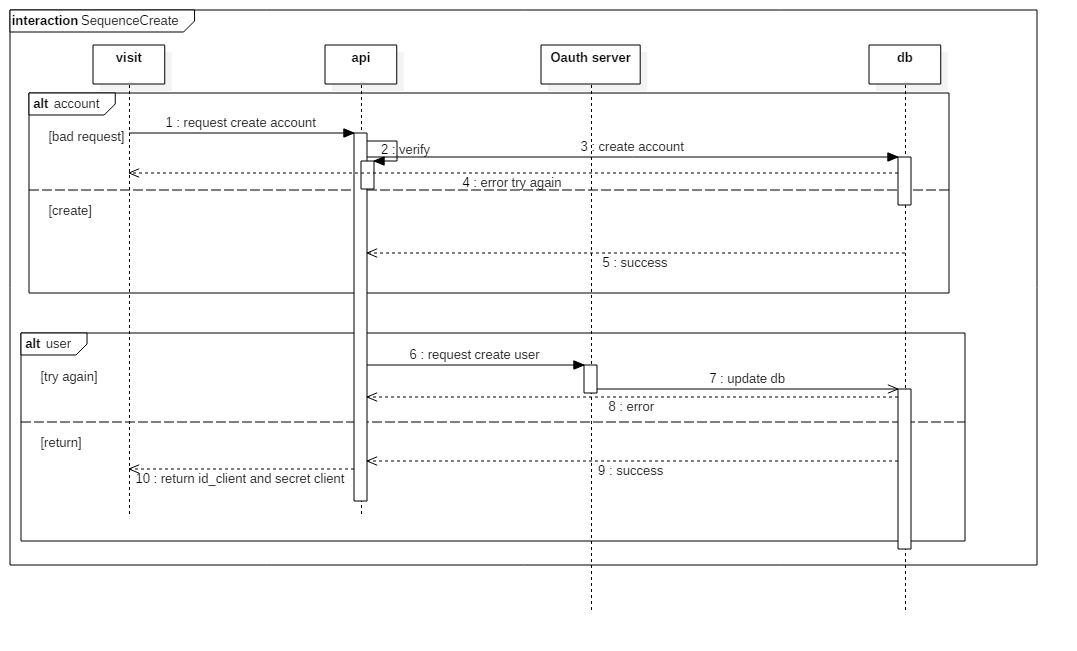 interaction SequenceCreate
visit
api
Oauth server
db
alt account
1 : request create account
[bad request]
2 : verify
3 : create account
4 : error try again
[create]
5 : success
alt user
6 : request create user
[try again]
7 : update db
8 : error
[return]
9 : success
10 : return id_client and secret client